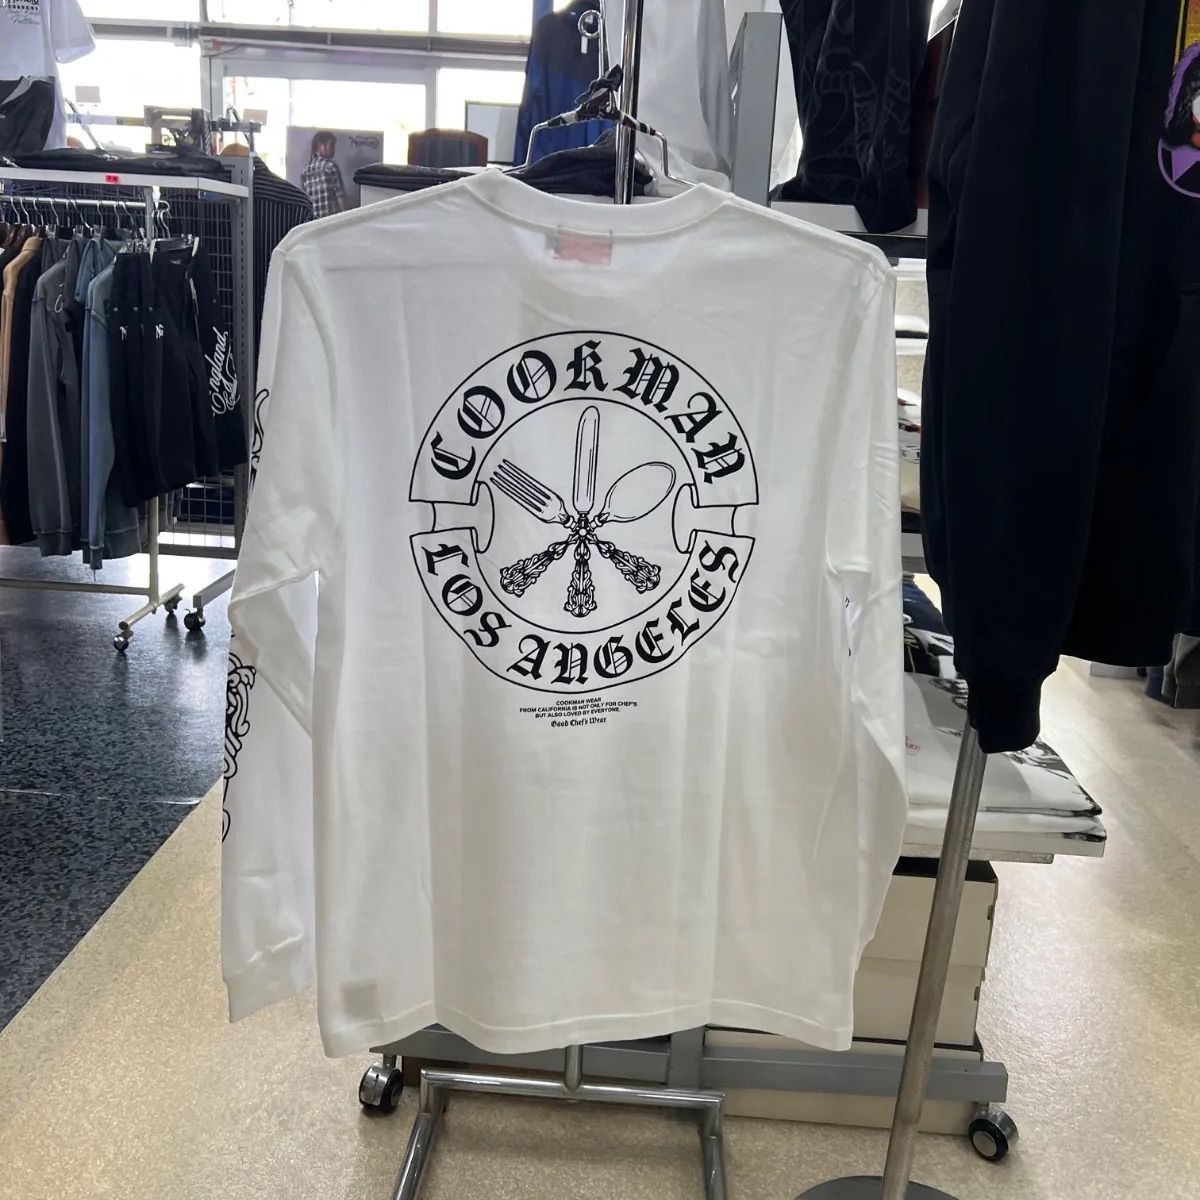 COOKMAN
LOS ANGELES
COOKMAN WEAR
FROM CALIFORNIA IS NOT ONLY FOR CHEF'S
BUT ALSO LOVED BY EVERYONE.
Good Chef's Wear
England